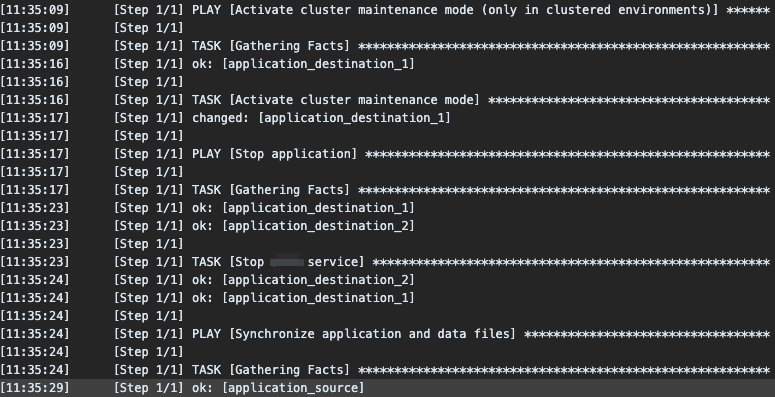 [11:35:09] [Step 1/1] PLAY [Activate cluster maintenance mode (only in clustered environments)] ******
[11:35:09] [Step 1/1]
[11:35:09] [Step 1/1] TASK [Gathering Facts] *********************************************************
[11:35:16] [Step 1/1] ok: [application_destination_1]
[11:35:16] [Step 1/1]
[11:35:16] [Step 1/1] TASK [Activate cluster maintenance mode] ***************************************
[11:35:17] [Step 1/1] changed: [application_destination_1]
[11:35:17] [Step 1/1]
[11:35:17] [Step 1/1] PLAY [Stop application] ********************************************************
[11:35:17] [Step 1/1]
[11:35:17] [Step 1/1] TASK [Gathering Facts] *********************************************************
[11:35:23] [Step 1/1] ok: [application_destination_1]
[11:35:23] [Step 1/1] ok: [application_destination_2]
[11:35:23] [Step 1/1]
[11:35:23] [Step 1/1] TASK [Stop service] *******************************************************
[11:35:24] [Step 1/1] ok: [application_destination_2]
[11:35:24] [Step 1/1] ok: [application_destination_1]
[11:35:24] [Step 1/1]
[11:35:24] [Step 1/1] PLAY [Synchronize application and data files] **********************************
[11:35:24] [Step 1/1]
[11:35:24] [Step 1/1] TASK [Gathering Facts] *********************************************************
[11:35:29] [Step 1/1] ok: [application_source]